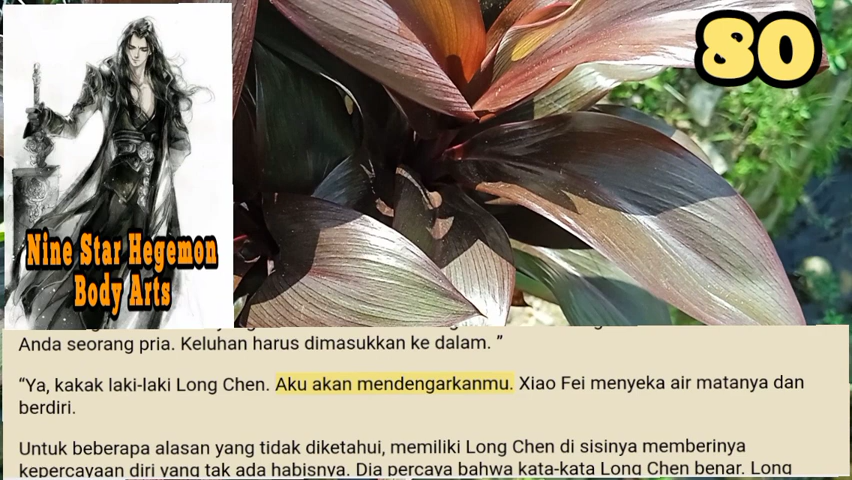 80
Nine Star Hegemon
Body Arts
Anda seorang pria. Keluhan harus dimasukkan ke dalam. ”
“Ya, kakak laki-laki Long Chen. Aku akan mendengarkanmu. Xiao Fei menyeka air matanya dan
berdiri.
Untuk beberapa alasan yang tidak diketahui, memiliki Long Chen di sisinya memberinya
kepercayaan diri yang tak ada habisnya. Dia percaya bahwa kata-kata Long Chen benar. Long